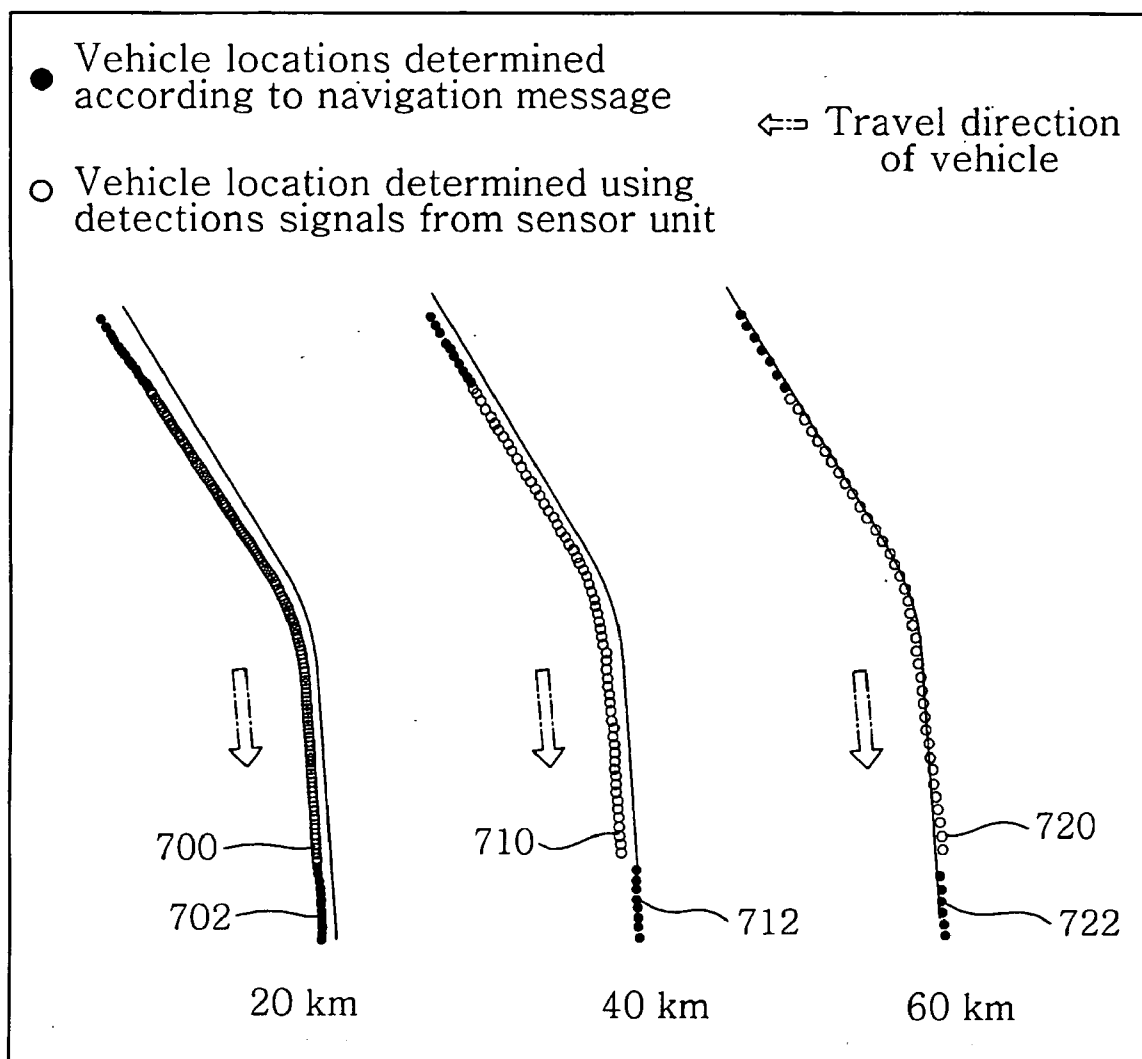 Vehicle locations determined
according to navigation message
Travel direction
of vehicle
Vehicle location determined using
detections signals from sensor unit
700
702
710
712
720
722
20 km
40 km
60 km